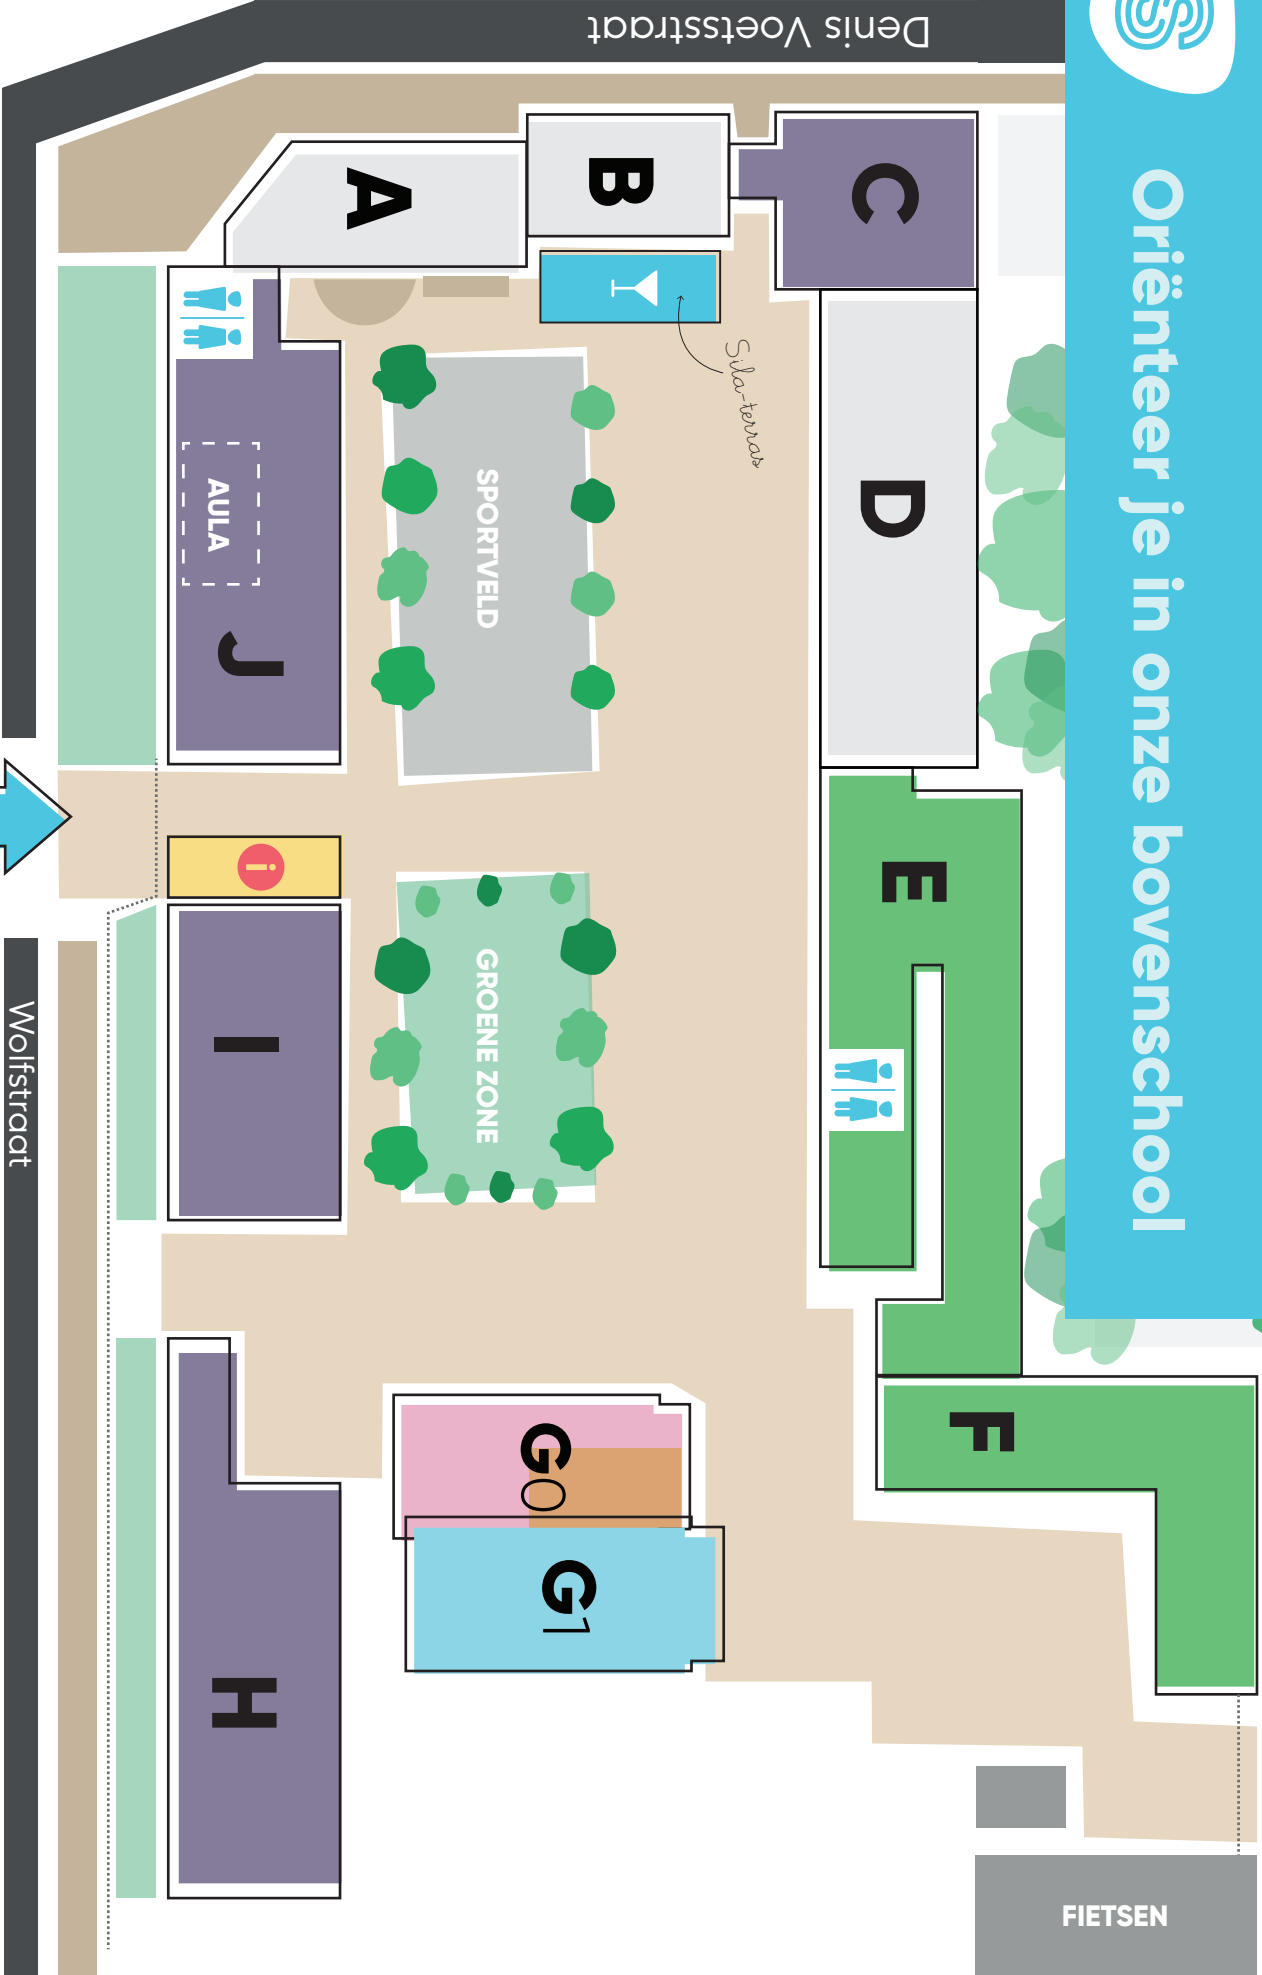 Oriënteer je in onze bovenschool
Denis Voetsstraat
A
B
C
Sila-terras
D
AULA
J
SPORTVELD
E
i
I
GROENE ZONE
Wolfstraat
F
G0
G1
H
FIETSEN